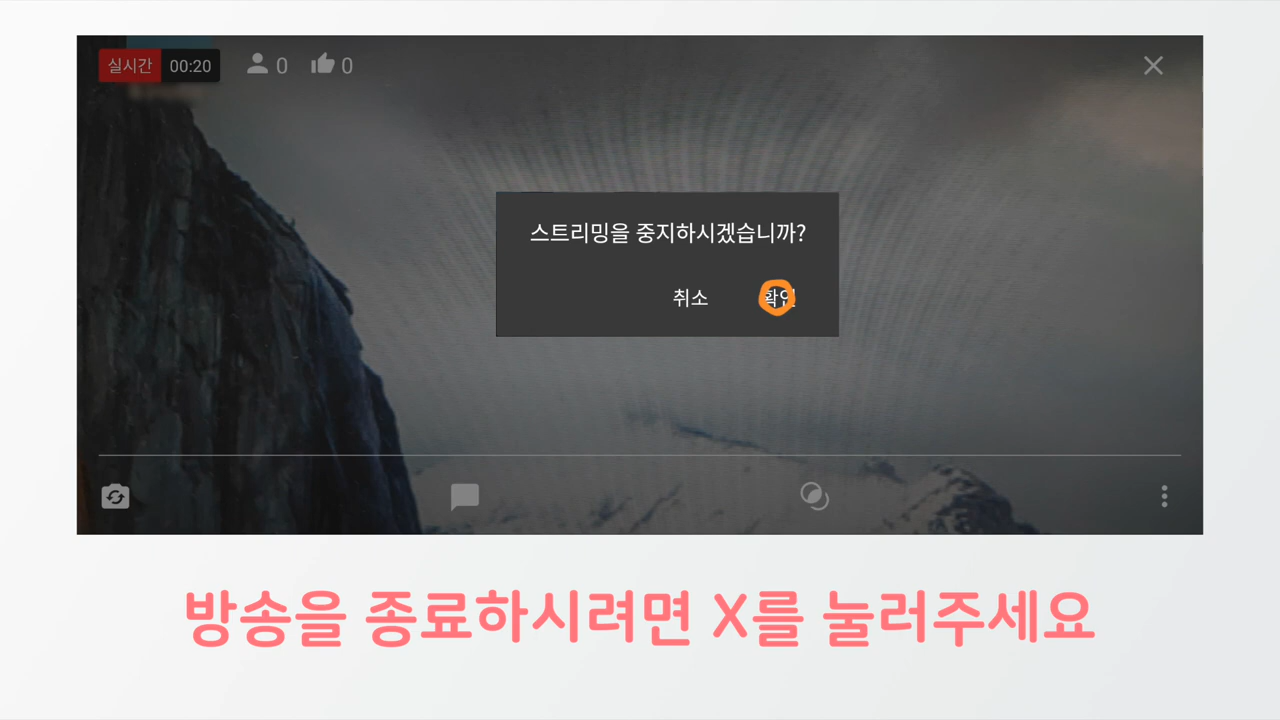 실시간 00:20 0 0
스트리밍을 중지하시겠습니까?
취소 확인
방송을 종료하시려면 X를 눌러주세요